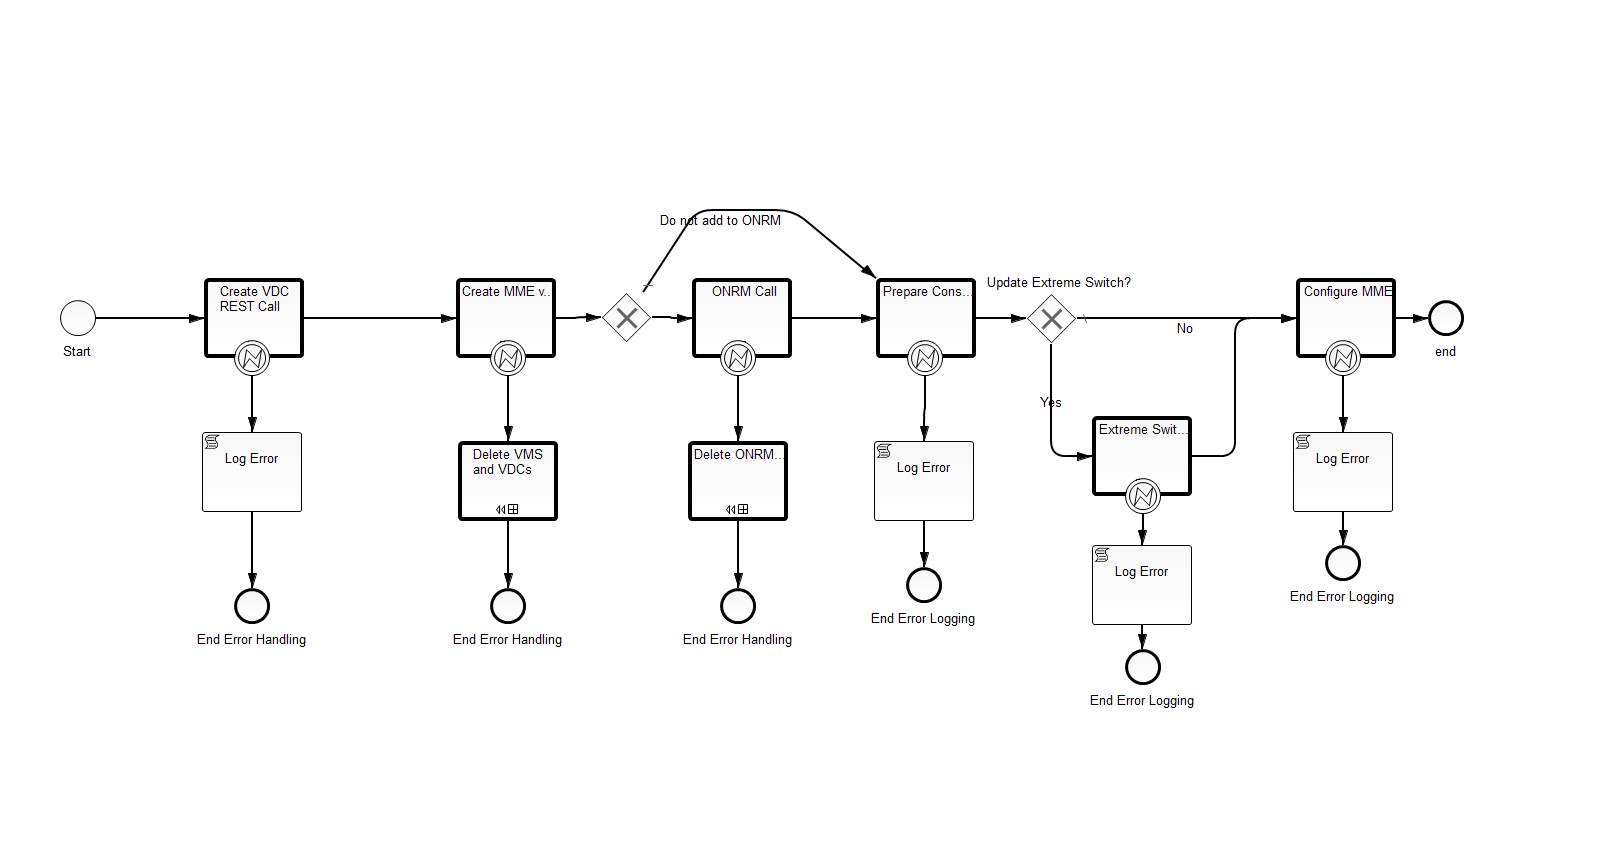 Do not add to ONRM
Create VDC
REST Call
Create MME v...
ONRM Call
Prepare Cons...
Update Extreme Switch?
Configure MME
Start
No
end
Yes
Log Error
Delete VMS
and VDCs
Delete ONRM...
Log Error
Extreme Swit...
Log Error
Log Error
End Error Handling
End Error Handling
End Error Handling
End Error Logging
End Error Logging
End Error Logging